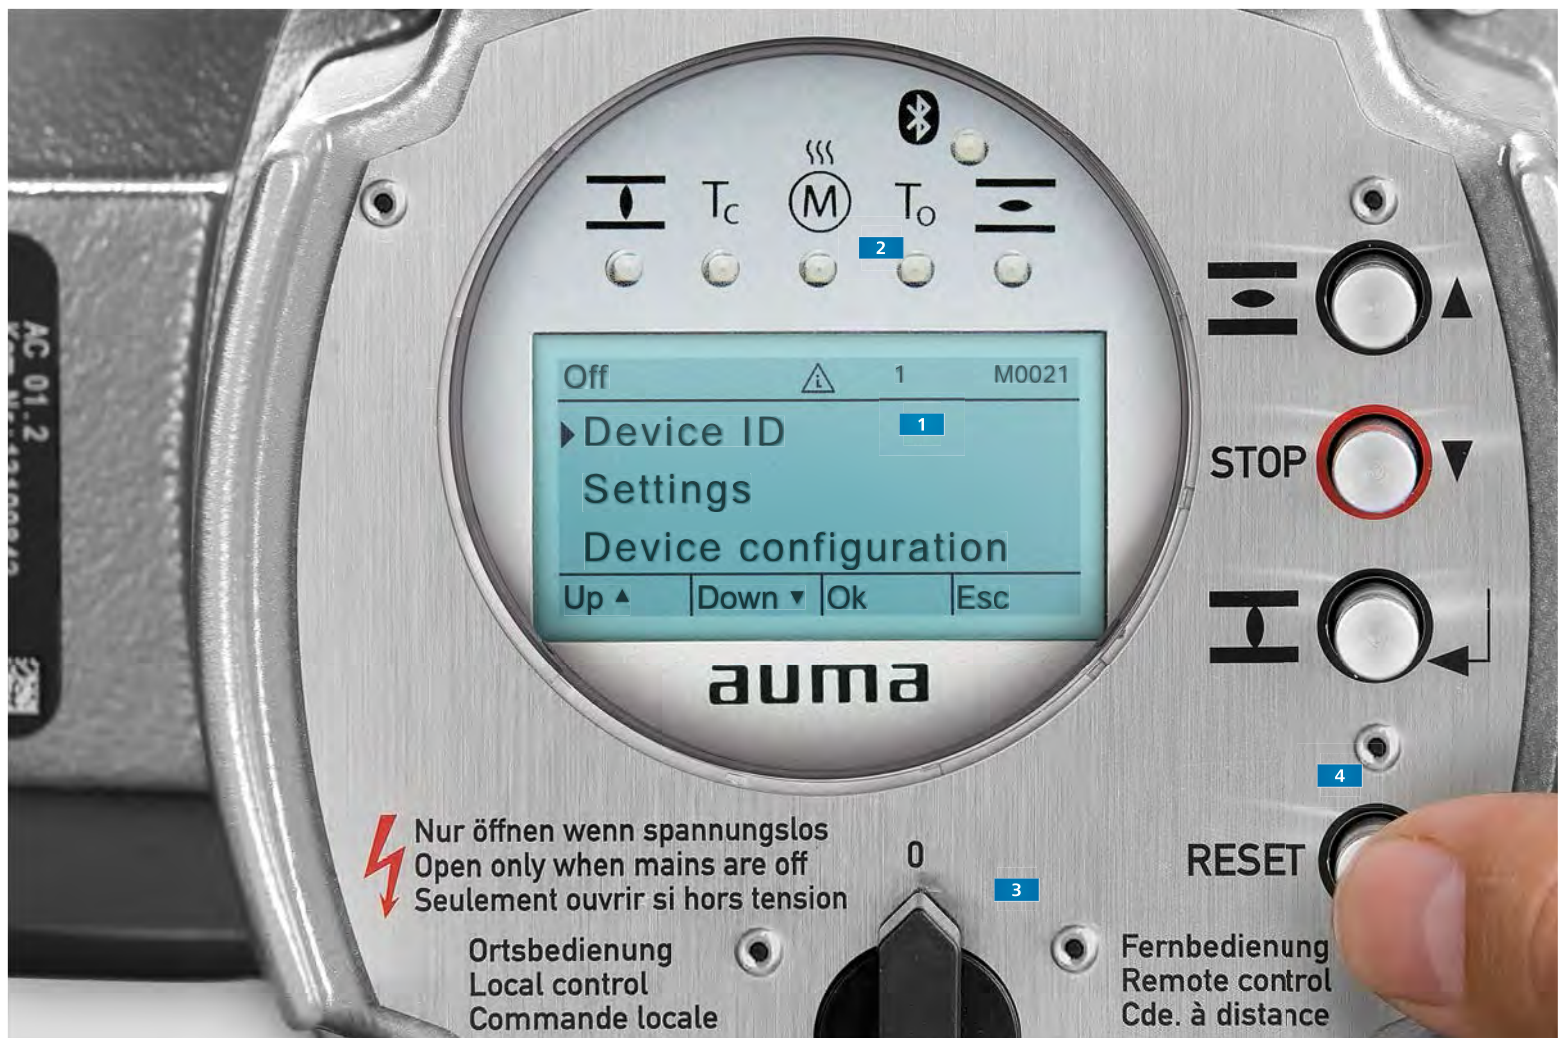 T_C M T_O
2
Off 1 M0021
Device ID 1
Settings
Device configuration
Up ▲ Down ▼ Ok Esc
auma
STOP
4
RESET
Nur öffnen wenn spannungslos
Open only when mains are off
Seulement ouvrir si hors tension
0
3
Ortsbedienung
Local control
Commande locale
Fernbedienung
Remote control
Cde. à distance
AC 01.2